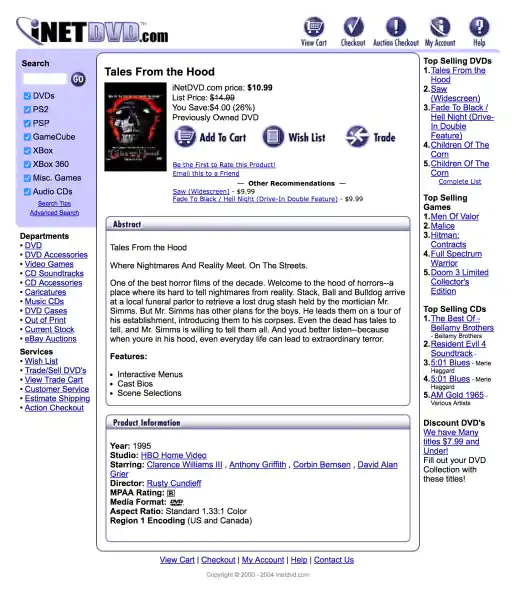 iNETDVD.com™
View Cart
Checkout
Auction Checkout
My Account
Help
Search
GO
DVDs
PS2
PSP
GameCube
XBox
XBox 360
Misc. Games
Audio CDs
Search Tips
Advanced Search
Departments
• DVD
• DVD Accessories
• Video Games
• CD Soundtracks
• CD Accessories
• Caricatures
• Music CDs
• DVD Cases
• Out of Print
• Current Stock
• eBay Auctions
Services
• Wish List
• Trade/Sell DVD's
• View Trade Cart
• Customer Service
• Estimate Shipping
• Action Checkout
Tales From the Hood
iNetDVD.com price: $10.99
List Price: $14.99
You Save:$4.00 (26%)
Previously Owned DVD
Add To Cart
Wish List
Trade
Be the First to Rate this Product!
Email this to a Friend
— Other Recommendations —
Saw (Widescreen) - $9.99
Fade To Black / Hell Night (Drive-In Double Feature) - $9.99
Abstract
Tales From the Hood
Where Nightmares And Reality Meet. On The Streets.
One of the best horror films of the decade. Welcome to the hood of horrors--a
place where its hard to tell nightmares from reality. Stack, Ball and Bulldog arrive
at a local funeral parlor to retrieve a lost drug stash held by the mortician Mr.
Simms. But Mr. Simms has other plans for the boys. He leads them on a tour of
his establishment, introducing them to his corpses. Even the dead has tales to
tell, and Mr. Simms is willing to tell them all. And youd better listen--because
when youre in his hood, even everyday life can lead to extraordinary terror.
Features:
• Interactive Menus
• Cast Bios
• Scene Selections
Product Information
Year: 1995
Studio: HBO Home Video
Starring: Clarence Williams III , Anthony Griffith , Corbin Bernsen , David Alan
Grier
Director: Rusty Cundieff
MPAA Rating: R
Media Format: DVD
Aspect Ratio: Standard 1.33:1 Color
Region 1 Encoding (US and Canada)
Top Selling DVDs
1.Tales From the
Hood
2.Saw
(Widescreen)
3.Fade To Black /
Hell Night (Drive-
In Double
Feature)
4.Children Of The
Corn
5.Children Of The
Corn
Complete List
Top Selling
Games
1.Men Of Valor
2.Malice
3.Hitman:
Contracts
4.Full Spectrum
Warrior
5.Doom 3 Limited
Collector's
Edition
Top Selling CDs
1.The Best Of -
Bellamy Brothers
- Bellamy Brothers
2.Resident Evil 4
Soundtrack -
3.5:01 Blues - Merle
Haggard
4.5:01 Blues - Merle
Haggard
5.AM Gold 1965 -
Various Artists
Discount DVD's
We have Many
titles $7.99 and
Under!
Fill out your DVD
Collection with
these titles!
View Cart | Checkout | My Account | Help | Contact Us
Copyright © 2000 - 2004 Inetdvd.com